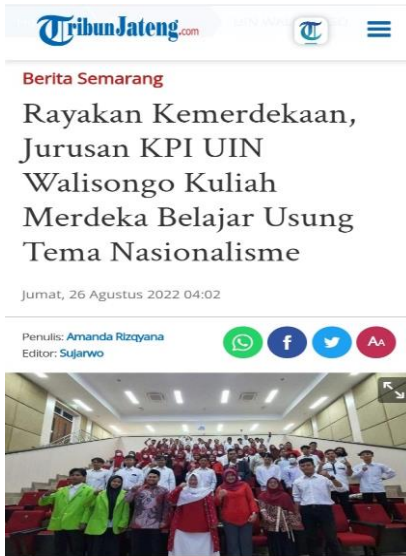 TribunJateng.com
Berita Semarang
Rayakan Kemerdekaan,
Jurusan KPI UIN
Walisongo Kuliah
Merdeka Belajar Usung
Tema Nasionalisme
Jumat, 26 Agustus 2022 04:02
Penulis: Amanda Rizqyana
Editor: Sujarwo
AA